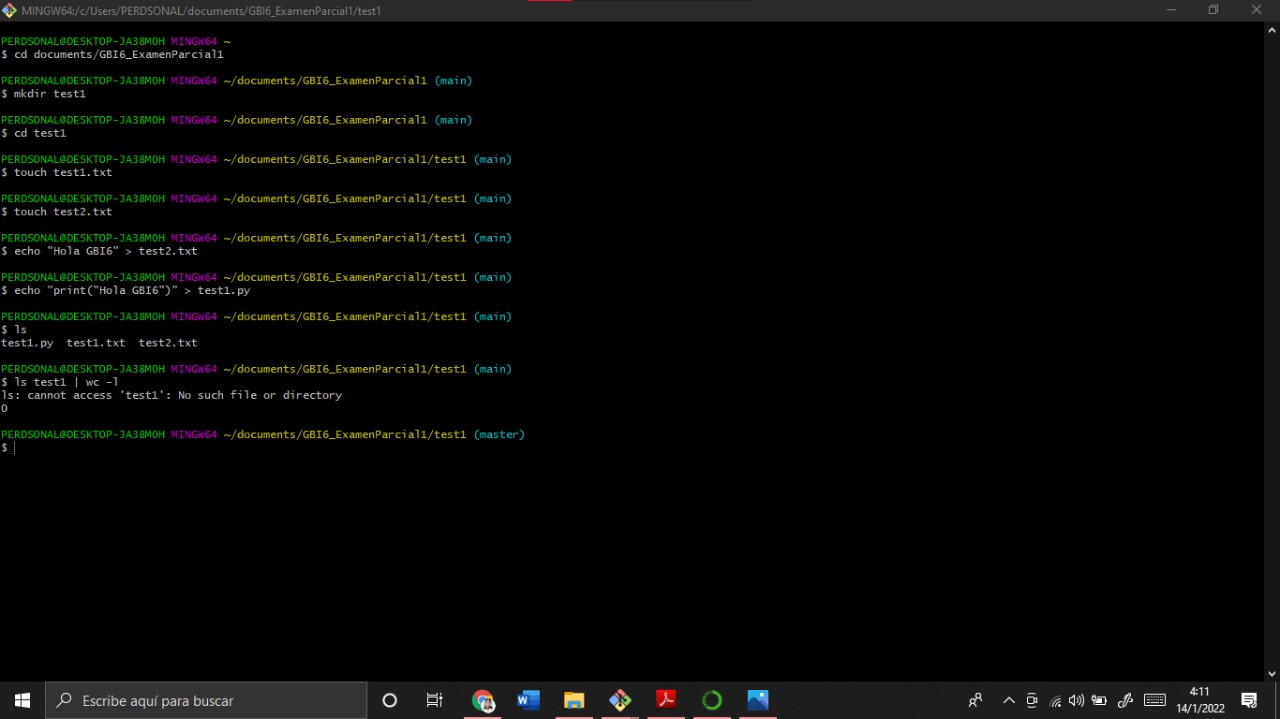 MINGW64:/c/Users/PERDSONAL/documents/GBI6_ExamenParcial1/test1
PERDSONAL@DESKTOP-JA38MOH MINGW64 ~
$ cd documents/GBI6_ExamenParcial1
PERDSONAL@DESKTOP-JA38MOH MINGW64 ~/documents/GBI6_ExamenParcial1 (main)
$ mkdir test1
PERDSONAL@DESKTOP-JA38MOH MINGW64 ~/documents/GBI6_ExamenParcial1 (main)
$ cd test1
PERDSONAL@DESKTOP-JA38MOH MINGW64 ~/documents/GBI6_ExamenParcial1/test1 (main)
$ touch test1.txt
PERDSONAL@DESKTOP-JA38MOH MINGW64 ~/documents/GBI6_ExamenParcial1/test1 (main)
$ touch test2.txt
PERDSONAL@DESKTOP-JA38MOH MINGW64 ~/documents/GBI6_ExamenParcial1/test1 (main)
$ echo "Hola GBI6" > test2.txt
PERDSONAL@DESKTOP-JA38MOH MINGW64 ~/documents/GBI6_ExamenParcial1/test1 (main)
$ echo "print("Hola GBI6")" > test1.py
PERDSONAL@DESKTOP-JA38MOH MINGW64 ~/documents/GBI6_ExamenParcial1/test1 (main)
$ ls
test1.py  test1.txt  test2.txt
PERDSONAL@DESKTOP-JA38MOH MINGW64 ~/documents/GBI6_ExamenParcial1/test1 (main)
$ ls test1 | wc -l
ls: cannot access 'test1': No such file or directory
0
PERDSONAL@DESKTOP-JA38MOH MINGW64 ~/documents/GBI6_ExamenParcial1/test1 (master)
$
Escribe aquí para buscar
4:11
14/1/2022